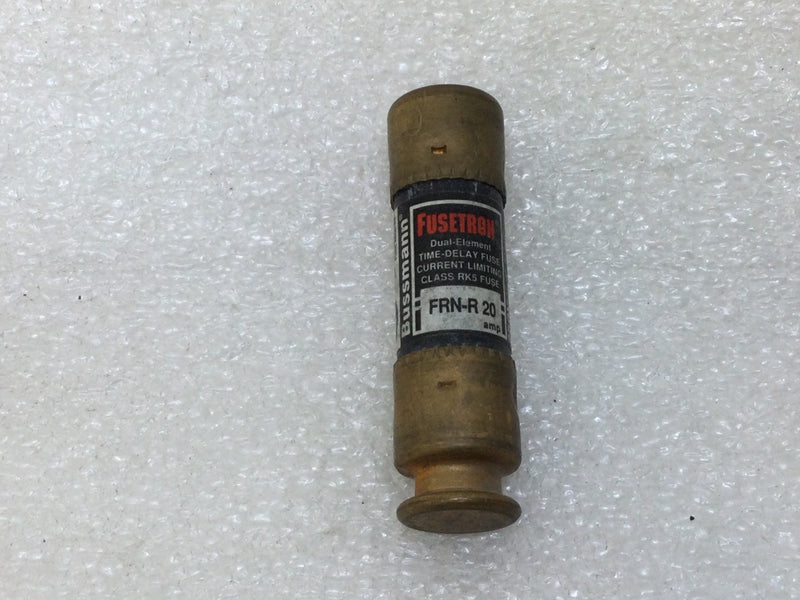 Bussmann®
FUSETRON
Dual-Element
TIME-DELAY FUSE
CURRENT LIMITING
CLASS RK5 FUSE
FRN-R 20
amp